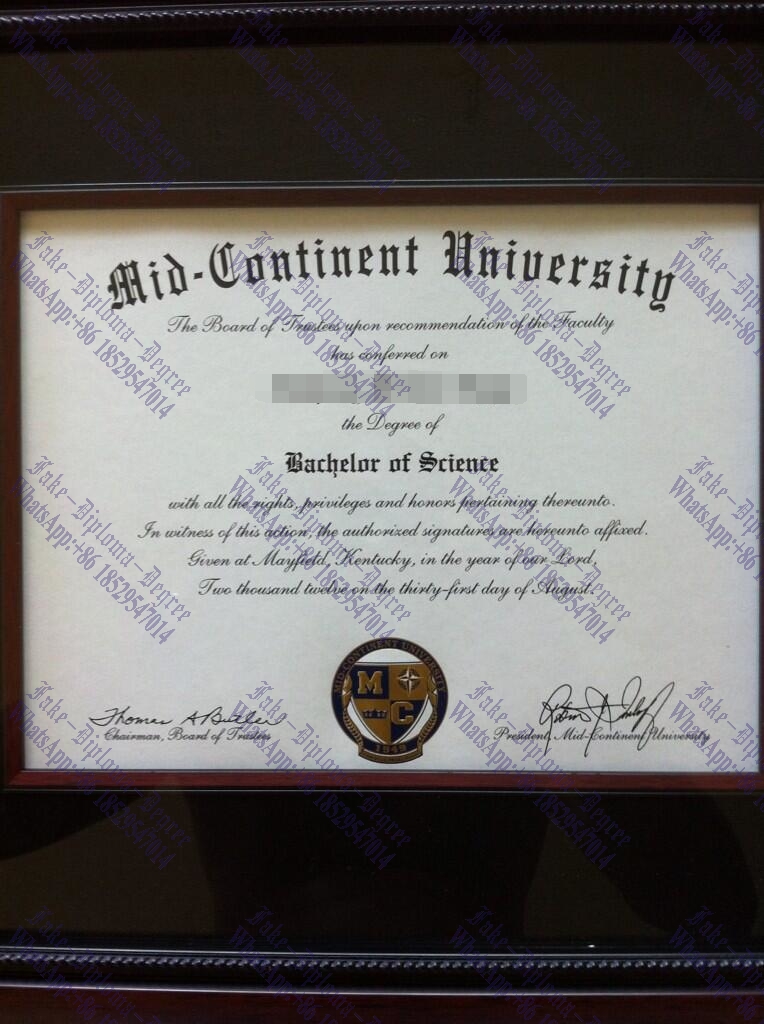 Mid-Continent University
The Board of Trustees upon recommendation of the Faculty
has conferred on
the Degree of
Bachelor of Science
with all the rights, privileges and honors pertaining thereunto.
In witness of this action, the authorized signatures are hereunto affixed.
Given at Mayfield, Kentucky, in the year of our Lord,
Two thousand twelve on the thirty-first day of August.
MID-CONTINENT UNIVERSITY
M
C
1949
Thomas A Butler
Chairman, Board of Trustees
President, Mid-Continent University
Fake-Diploma-Degree
WhatsApp:+86 18529547014